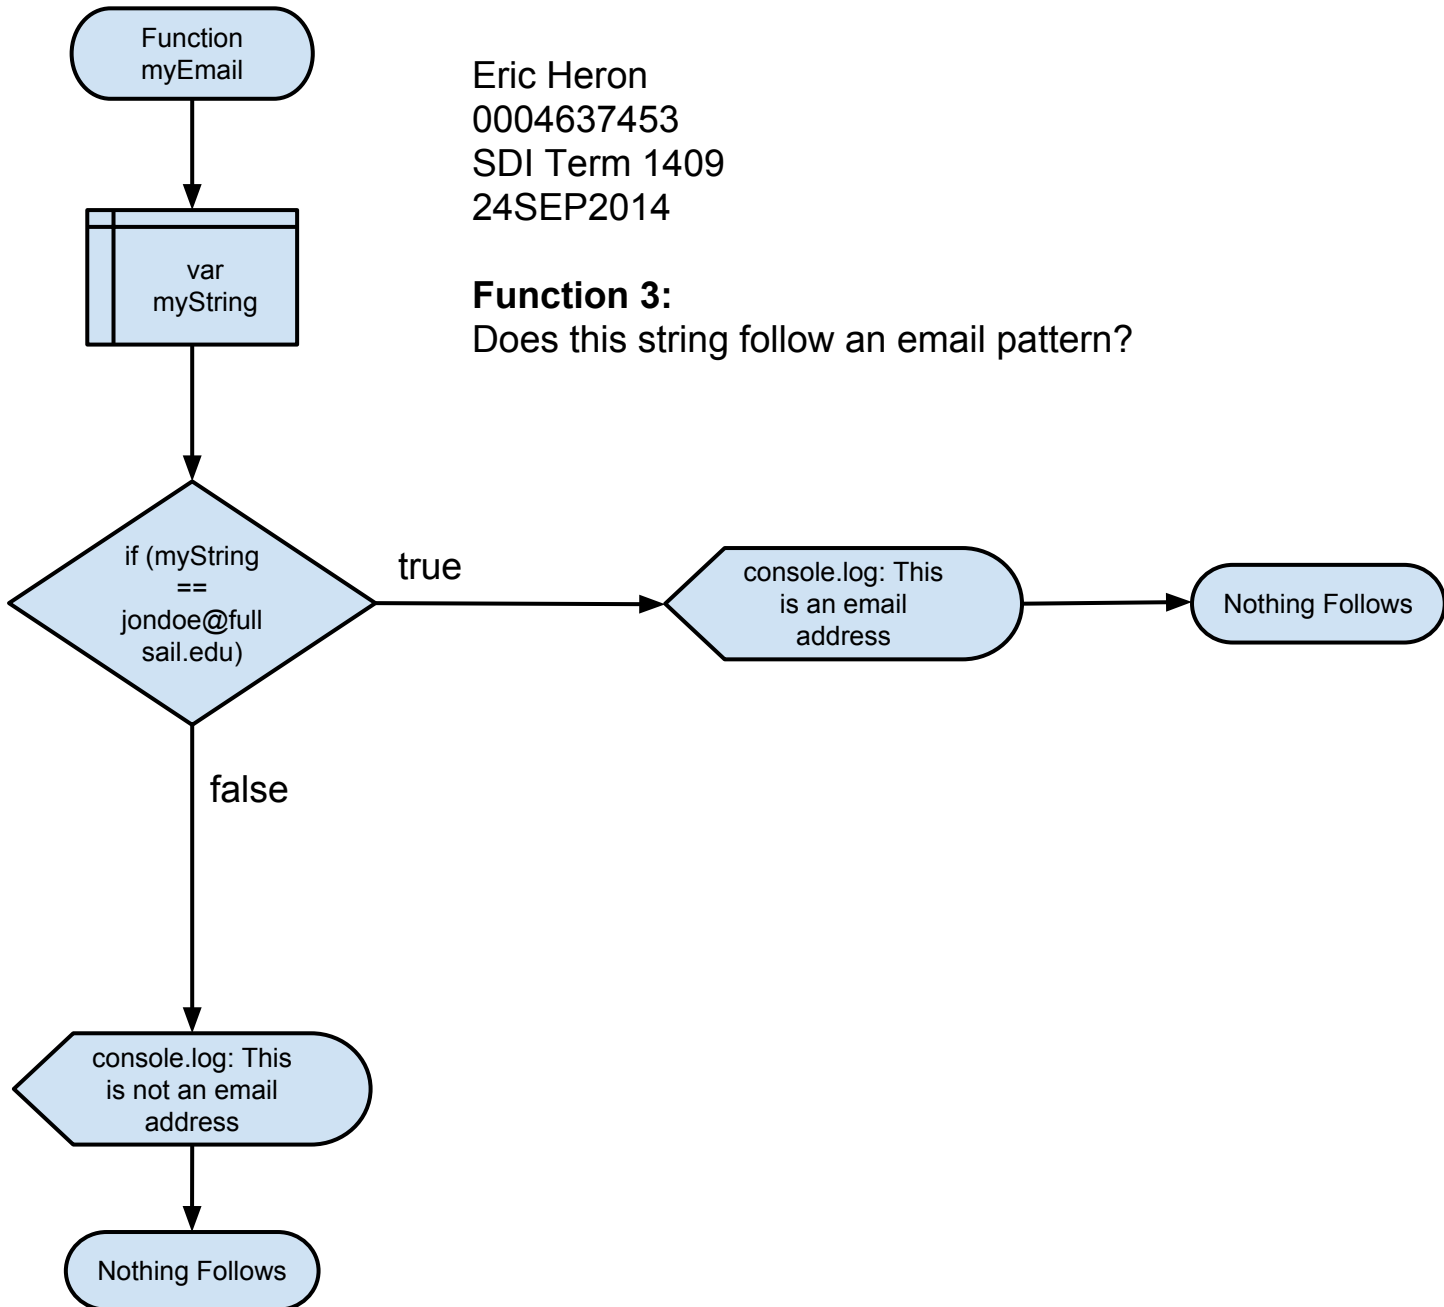 Function
myEmail
Eric Heron
0004637453
SDI Term 1409
24SEP2014
Function 3:
Does this string follow an email pattern?
var
myString
if (myString
==
jondoe@full
sail.edu)
true
console.log: This
is an email
address
Nothing Follows
false
console.log: This
is not an email
address
Nothing Follows